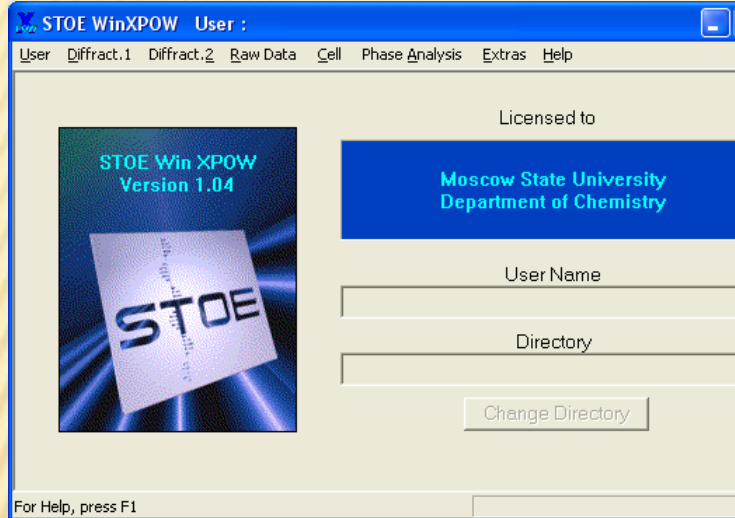 STOE WinXPOW User :
User Diffract.1 Diffract.2 Raw Data Cell Phase Analysis Extras Help
STOE Win XPOW
Version 1.04
STOE
Licensed to
Moscow State University
Department of Chemistry
User Name
Directory
Change Directory
For Help, press F1